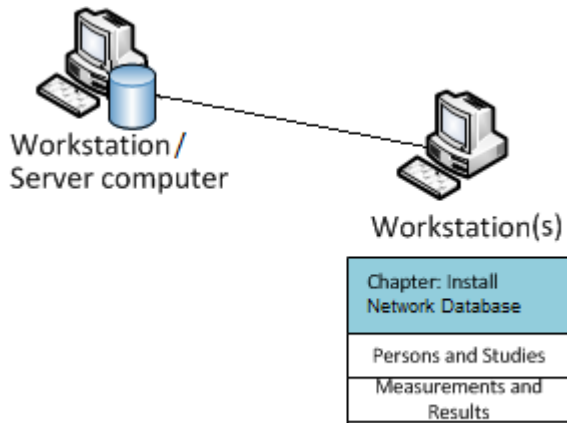 Workstation/
Server computer
Workstation(s)
Chapter: Install
Network Database
Persons and Studies
Measurements and
Results